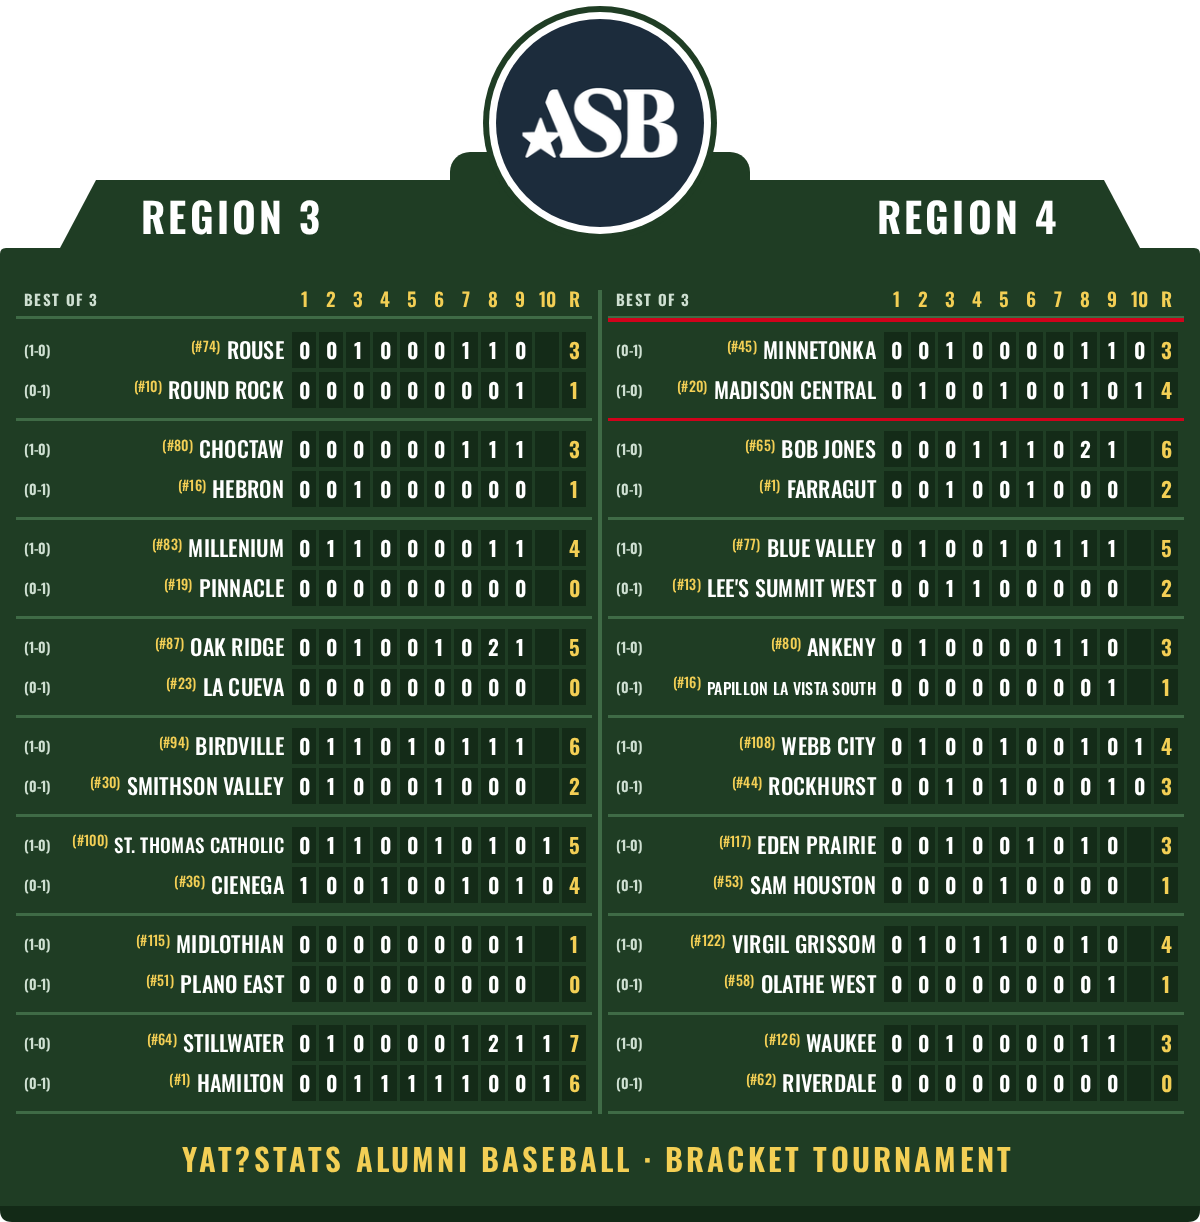 ASB
REGION 3
REGION 4
BEST OF 3 1 2 3 4 5 6 7 8 9 10 R
(1-0) (#74) ROUSE 0 0 1 0 0 0 1 1 0 3
(0-1) (#10) ROUND ROCK 0 0 0 0 0 0 0 0 1 1
(1-0) (#80) CHOCTAW 0 0 0 0 0 0 1 1 1 3
(0-1) (#16) HEBRON 0 0 1 0 0 0 0 0 0 1
(1-0) (#83) MILLENIUM 0 1 1 0 0 0 0 1 1 4
(0-1) (#19) PINNACLE 0 0 0 0 0 0 0 0 0 0
(1-0) (#87) OAK RIDGE 0 0 1 0 0 1 0 2 1 5
(0-1) (#23) LA CUEVA 0 0 0 0 0 0 0 0 0 0
(1-0) (#94) BIRDVILLE 0 1 1 0 1 0 1 1 1 6
(0-1) (#30) SMITHSON VALLEY 0 1 0 0 0 1 0 0 0 2
(1-0) (#100) ST. THOMAS CATHOLIC 0 1 1 0 0 1 0 1 0 1 5
(0-1) (#36) CIENEGA 1 0 0 1 0 0 1 0 1 0 4
(1-0) (#115) MIDLOTHIAN 0 0 0 0 0 0 0 0 1 1
(0-1) (#51) PLANO EAST 0 0 0 0 0 0 0 0 0 0
(1-0) (#64) STILLWATER 0 1 0 0 0 0 1 2 1 1 7
(0-1) (#1) HAMILTON 0 0 1 1 1 1 1 0 0 1 6
BEST OF 3 1 2 3 4 5 6 7 8 9 10 R
(0-1) (#45) MINNETONKA 0 0 1 0 0 0 0 1 1 0 3
(1-0) (#20) MADISON CENTRAL 0 1 0 0 1 0 0 1 0 1 4
(1-0) (#65) BOB JONES 0 0 0 1 1 1 0 2 1 6
(0-1) (#1) FARRAGUT 0 0 1 0 0 1 0 0 0 2
(1-0) (#77) BLUE VALLEY 0 1 0 0 1 0 1 1 1 5
(0-1) (#13) LEE'S SUMMIT WEST 0 0 1 1 0 0 0 0 0 2
(1-0) (#80) ANKENY 0 1 0 0 0 0 1 1 0 3
(0-1) (#16) PAPILLON LA VISTA SOUTH 0 0 0 0 0 0 0 0 1 1
(1-0) (#108) WEBB CITY 0 1 0 0 1 0 0 1 0 1 4
(0-1) (#44) ROCKHURST 0 0 1 0 1 0 0 0 1 0 3
(1-0) (#117) EDEN PRAIRIE 0 0 1 0 0 1 0 1 0 3
(0-1) (#53) SAM HOUSTON 0 0 0 0 1 0 0 0 0 1
(1-0) (#122) VIRGIL GRISSOM 0 1 0 1 1 0 0 1 0 4
(0-1) (#58) OLATHE WEST 0 0 0 0 0 0 0 0 1 1
(1-0) (#126) WAUKEE 0 0 1 0 0 0 0 1 1 3
(0-1) (#62) RIVERDALE 0 0 0 0 0 0 0 0 0 0
YAT?STATS ALUMNI BASEBALL · BRACKET TOURNAMENT